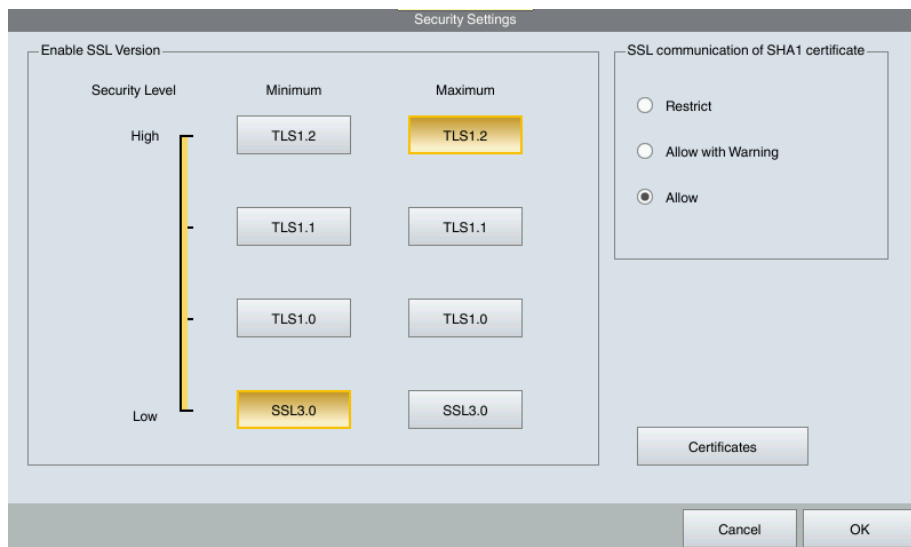 Security Settings
Enable SSL Version
Security Level
Minimum
Maximum
High
TLS1.2
TLS1.2
TLS1.1
TLS1.1
TLS1.0
TLS1.0
Low
SSL3.0
SSL3.0
SSL communication of SHA1 certificate
Restrict
Allow with Warning
Allow
Certificates
Cancel
OK